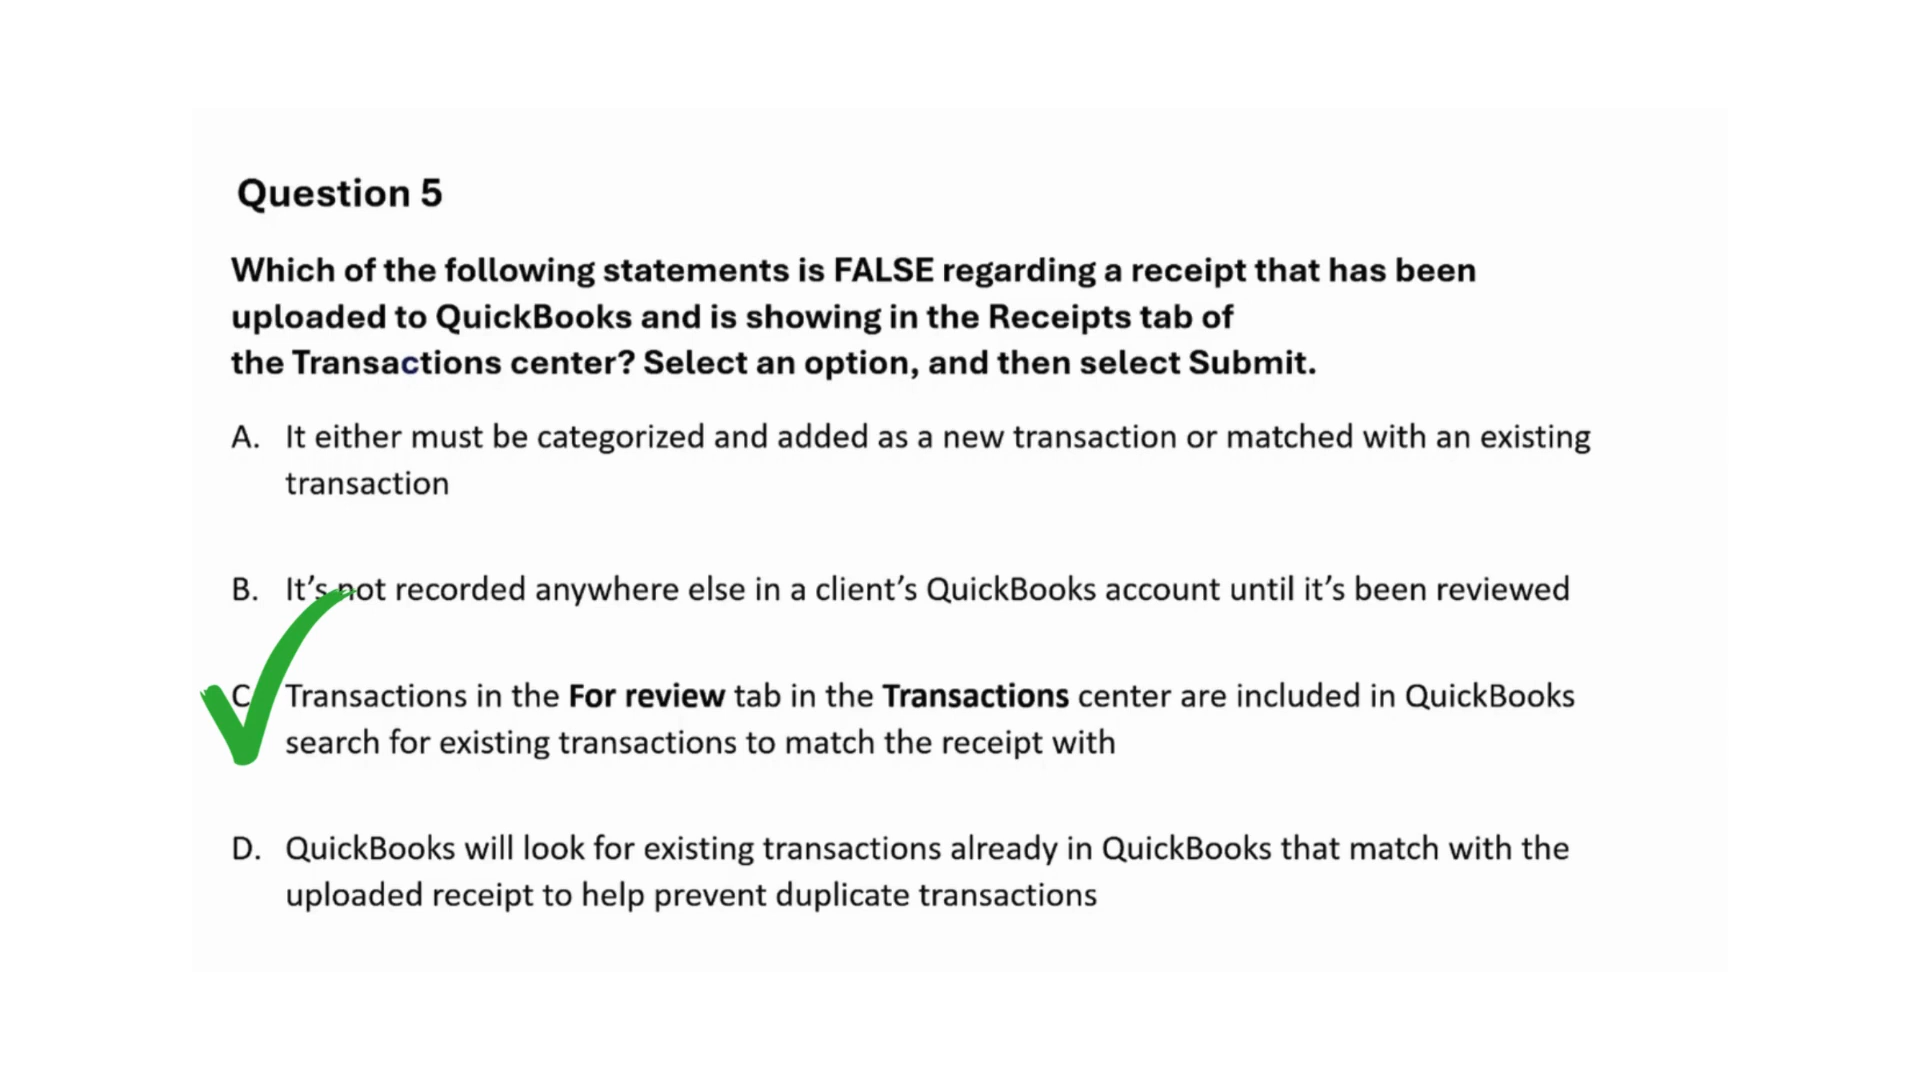 Question 5
Which of the following statements is FALSE regarding a receipt that has been
uploaded to QuickBooks and is showing in the Receipts tab of
the Transactions center? Select an option, and then select Submit.
A. It either must be categorized and added as a new transaction or matched with an existing
transaction
B. It’s not recorded anywhere else in a client’s QuickBooks account until it’s been reviewed
C. Transactions in the For review tab in the Transactions center are included in QuickBooks
search for existing transactions to match the receipt with
D. QuickBooks will look for existing transactions already in QuickBooks that match with the
uploaded receipt to help prevent duplicate transactions